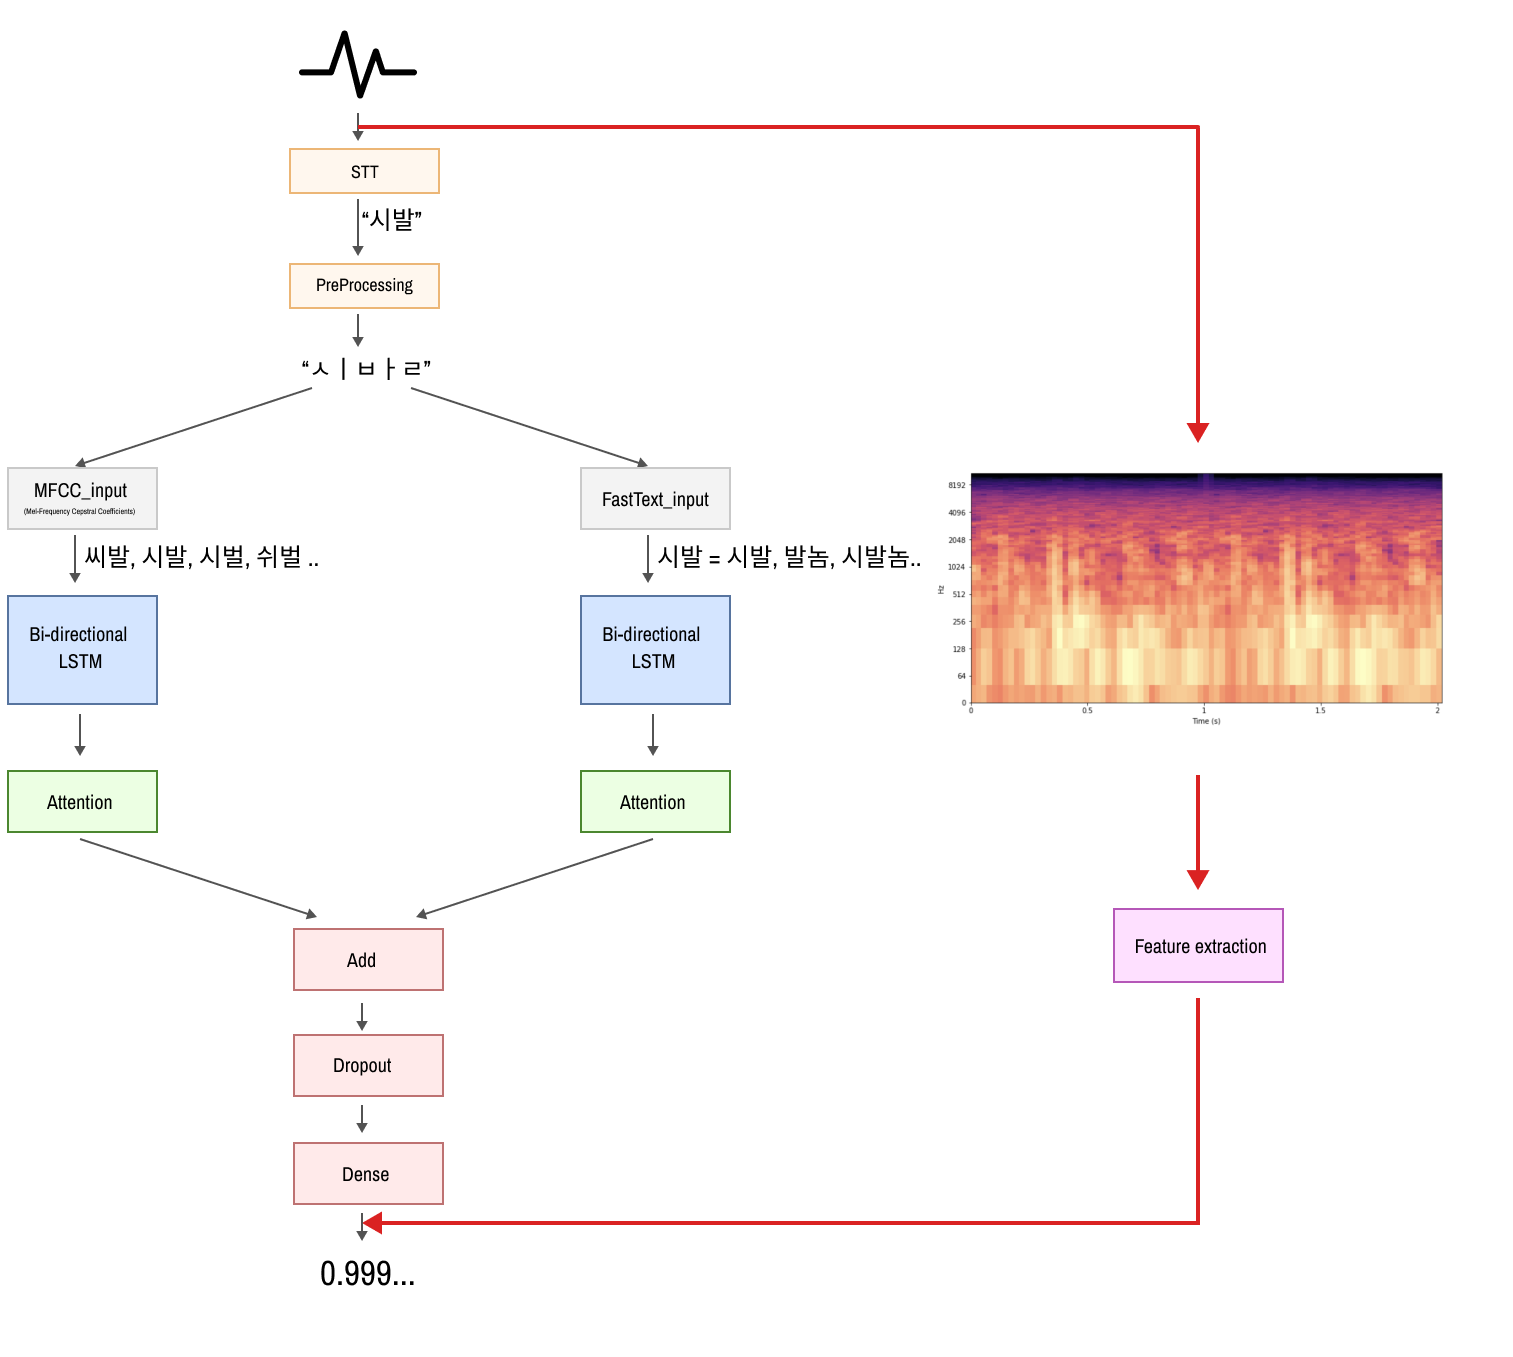 STT
“시발”
PreProcessing
“ㅅㅣㅂㅏㄹ”
MFCC_input
(Mel-Frequency Cepstral Coefficients)
FastText_input
씨발, 시발, 시벌, 쉬벌 ..
시발 = 시발, 발놈, 시발놈..
Bi-directional
LSTM
Bi-directional
LSTM
Attention
Attention
Add
Dropout
Dense
0.999...
8192
4096
2048
1024
512
256
128
64
0
Hz
0
0.5
1
1.5
2
Time (s)
Feature extraction